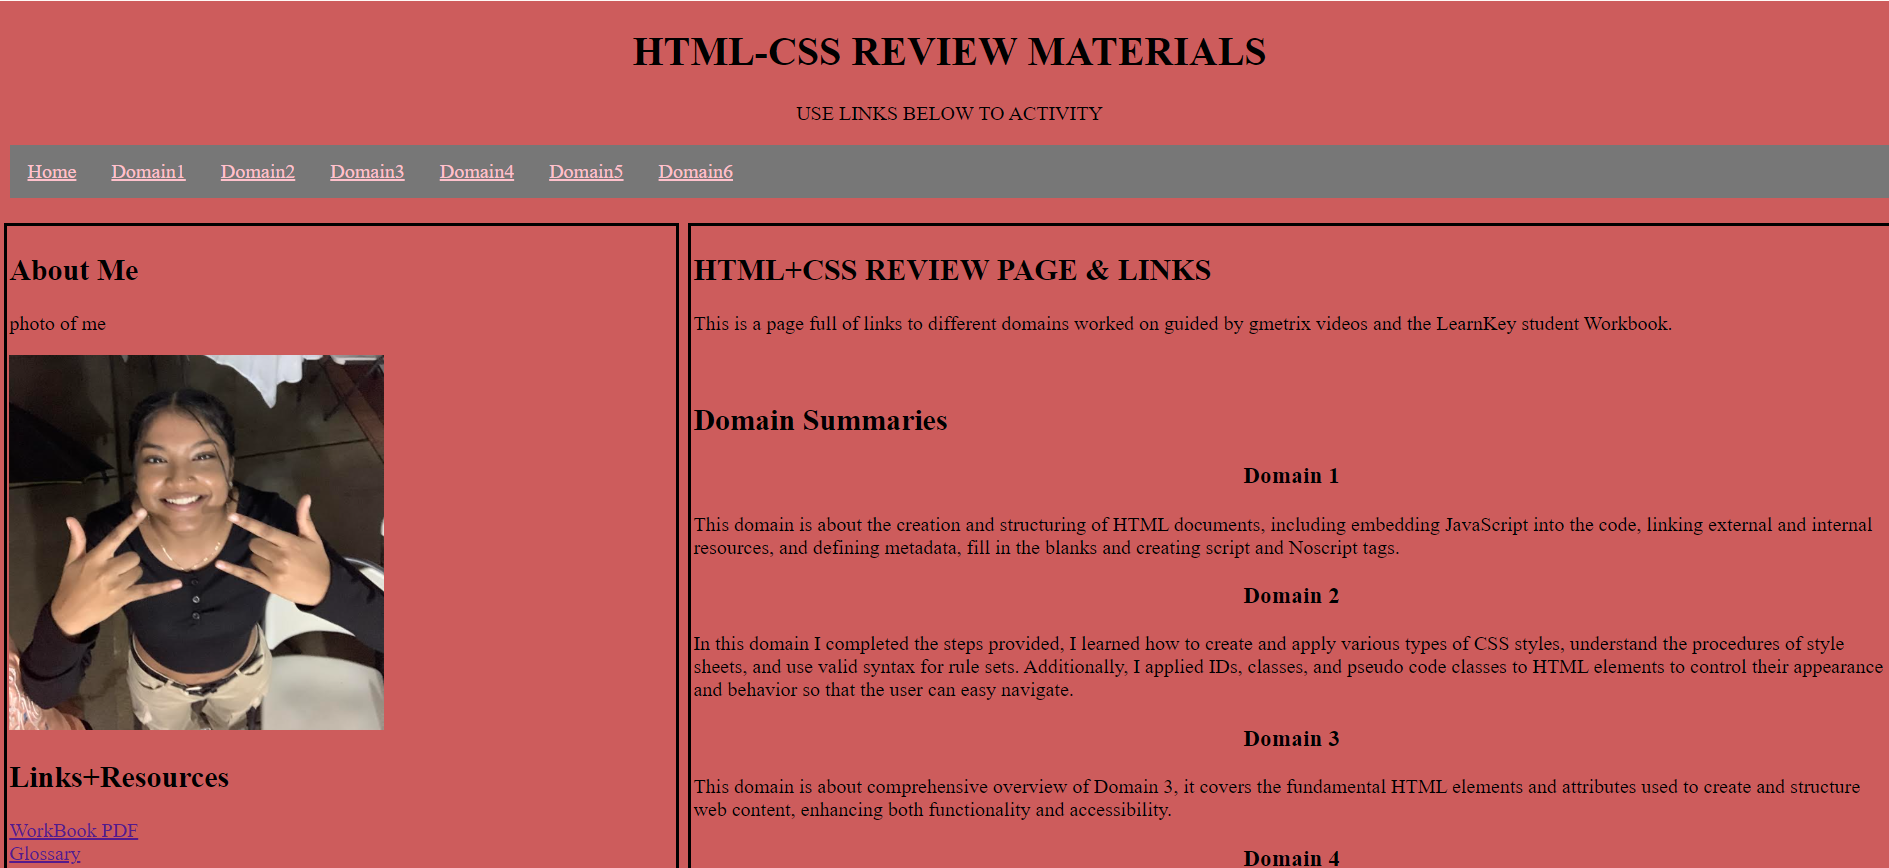 HTML-CSS REVIEW MATERIALS
USE LINKS BELOW TO ACTIVITY
Home Domain1 Domain2 Domain3 Domain4 Domain5 Domain6
About Me
photo of me
Links+Resources
WorkBook PDF
Glossary
HTML+CSS REVIEW PAGE & LINKS
This is a page full of links to different domains worked on guided by gmetrix videos and the LearnKey student Workbook.
Domain Summaries
Domain 1
This domain is about the creation and structuring of HTML documents, including embedding JavaScript into the code, linking external and internal
resources, and defining metadata, fill in the blanks and creating script and Noscript tags.
Domain 2
In this domain I completed the steps provided, I learned how to create and apply various types of CSS styles, understand the procedures of style
sheets, and use valid syntax for rule sets. Additionally, I applied IDs, classes, and pseudo code classes to HTML elements to control their appearance
and behavior so that the user can easy navigate.
Domain 3
This domain is about comprehensive overview of Domain 3, it covers the fundamental HTML elements and attributes used to create and structure
web content, enhancing both functionality and accessibility.
Domain 4